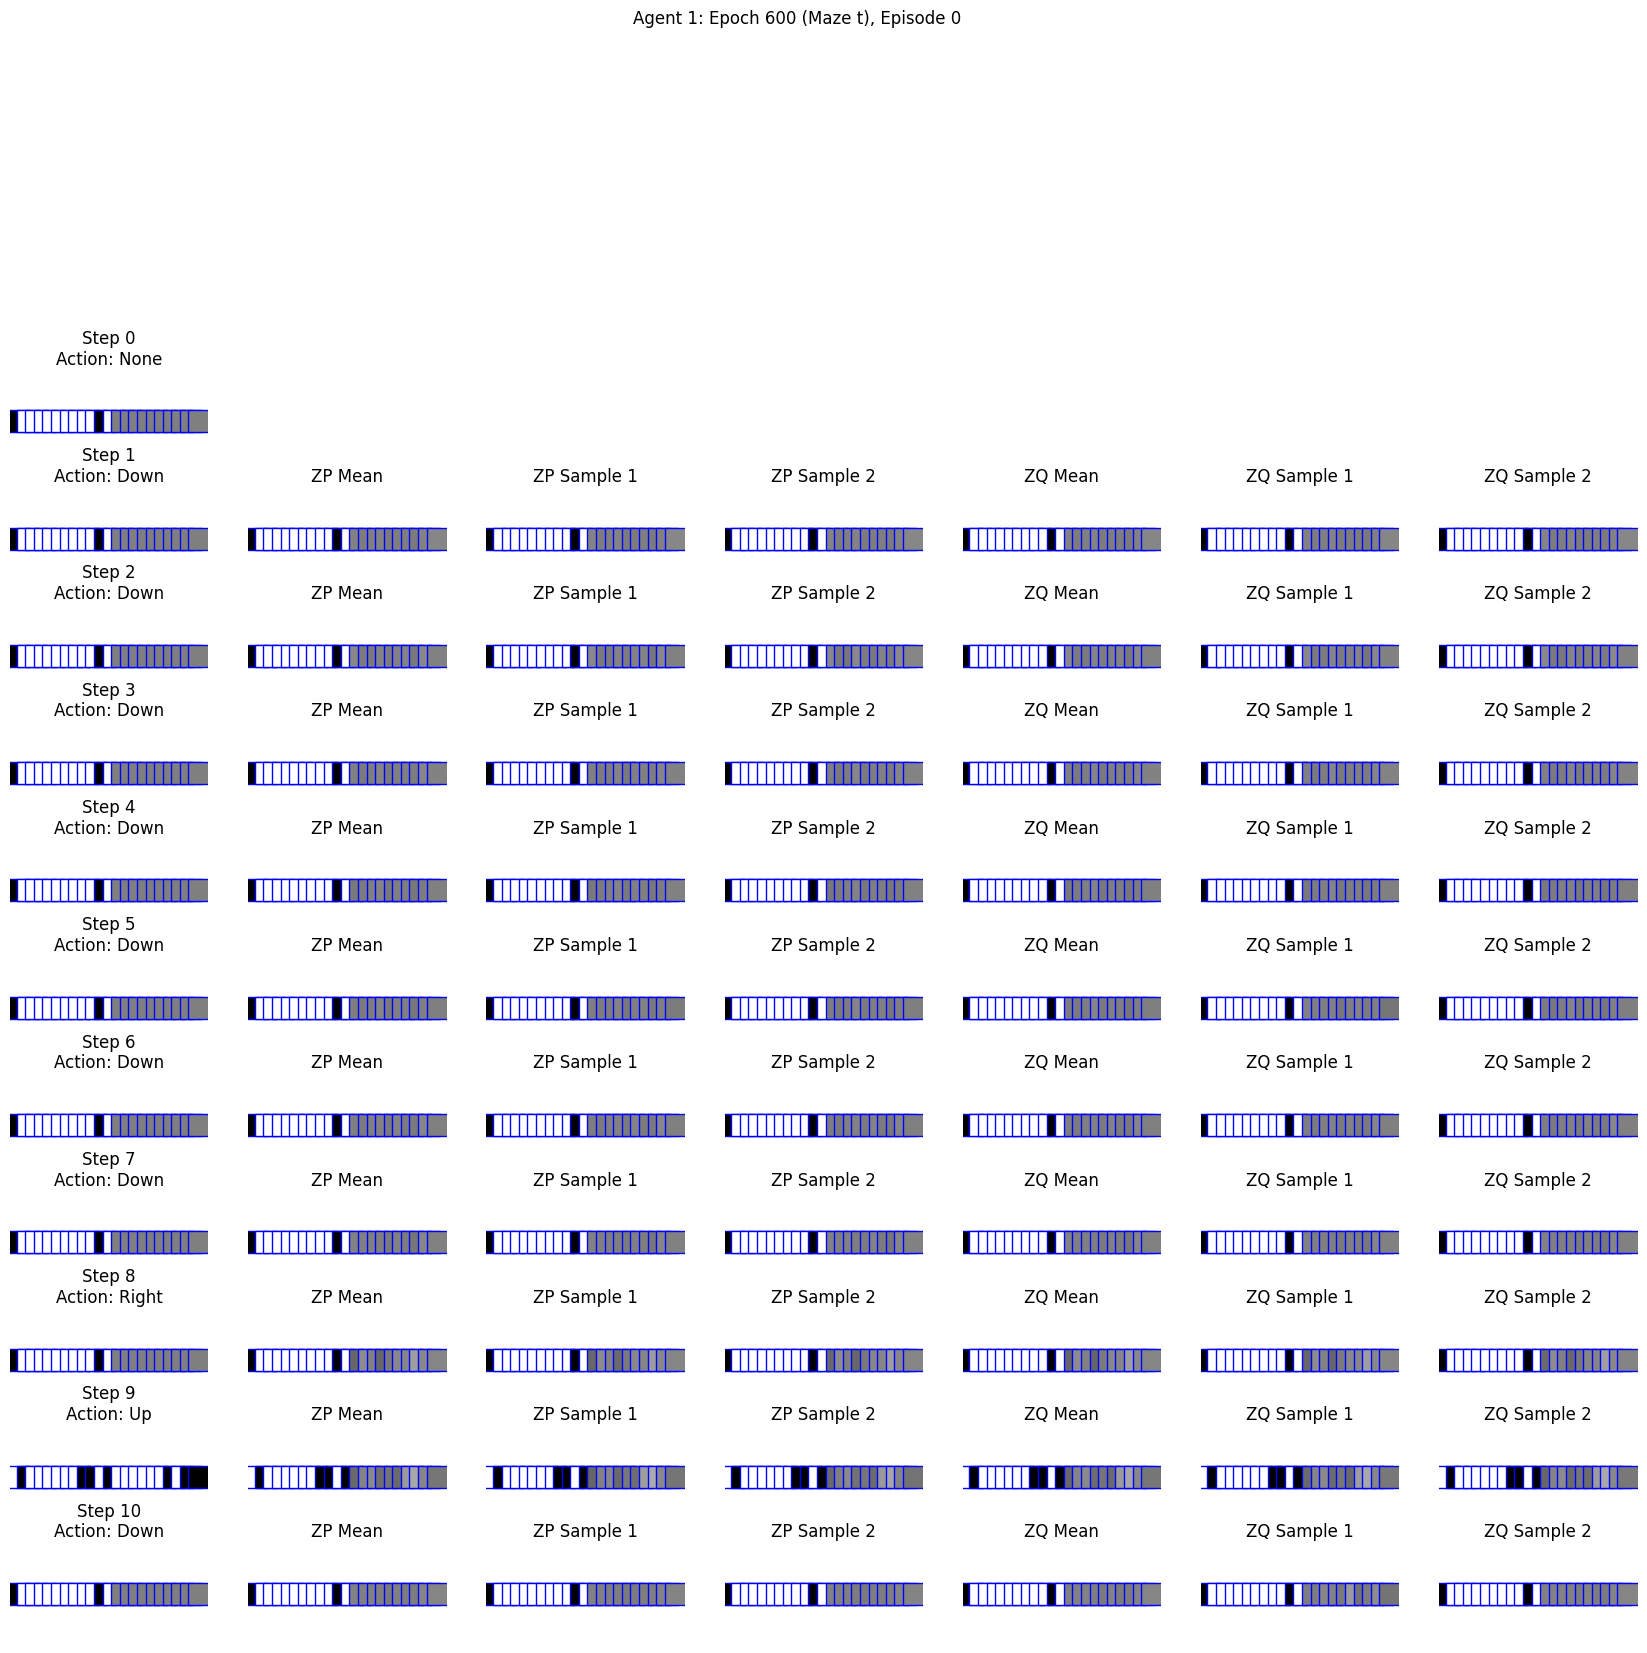 Agent 1: Epoch 600 (Maze t), Episode 0
Step 0
Action: None
Step 1
Action: Down
ZP Mean
ZP Sample 1
ZP Sample 2
ZQ Mean
ZQ Sample 1
ZQ Sample 2
Step 2
Action: Down
ZP Mean
ZP Sample 1
ZP Sample 2
ZQ Mean
ZQ Sample 1
ZQ Sample 2
Step 3
Action: Down
ZP Mean
ZP Sample 1
ZP Sample 2
ZQ Mean
ZQ Sample 1
ZQ Sample 2
Step 4
Action: Down
ZP Mean
ZP Sample 1
ZP Sample 2
ZQ Mean
ZQ Sample 1
ZQ Sample 2
Step 5
Action: Down
ZP Mean
ZP Sample 1
ZP Sample 2
ZQ Mean
ZQ Sample 1
ZQ Sample 2
Step 6
Action: Down
ZP Mean
ZP Sample 1
ZP Sample 2
ZQ Mean
ZQ Sample 1
ZQ Sample 2
Step 7
Action: Down
ZP Mean
ZP Sample 1
ZP Sample 2
ZQ Mean
ZQ Sample 1
ZQ Sample 2
Step 8
Action: Right
ZP Mean
ZP Sample 1
ZP Sample 2
ZQ Mean
ZQ Sample 1
ZQ Sample 2
Step 9
Action: Up
ZP Mean
ZP Sample 1
ZP Sample 2
ZQ Mean
ZQ Sample 1
ZQ Sample 2
Step 10
Action: Down
ZP Mean
ZP Sample 1
ZP Sample 2
ZQ Mean
ZQ Sample 1
ZQ Sample 2